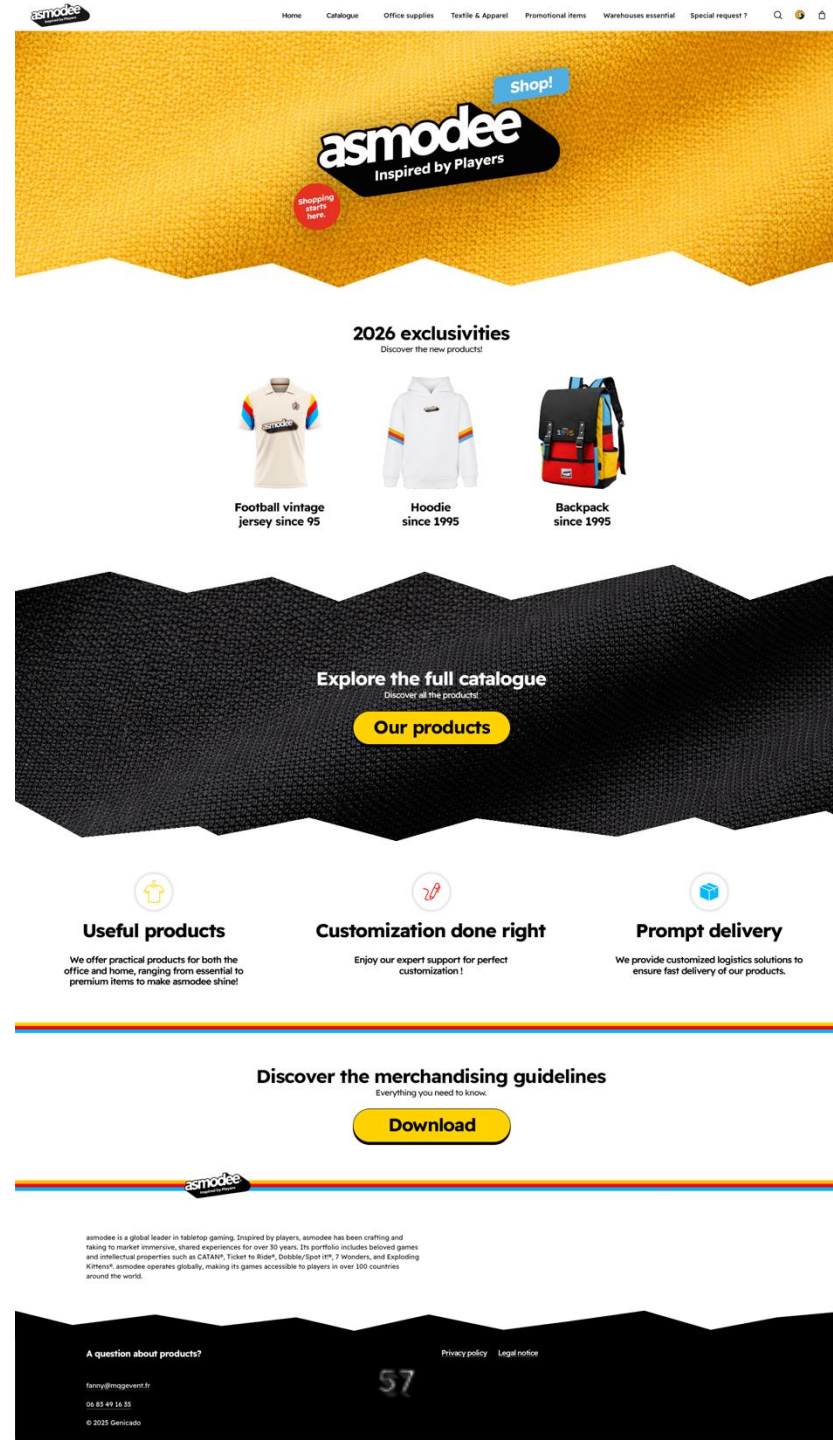 asmodee
Inspired by Players
Home Catalogue Office supplies Textile & Apparel Promotional items Warehouses essential Special request ?
Shop!
asmodee
Inspired by Players
Shopping
starts
here.
2026 exclusivities
Discover the new products!
asmodee
Football vintage
jersey since 95
Hoodie
since 1995
Backpack
since 1995
Explore the full catalogue
Discover all the products!
Our products
Useful products
We offer practical products for both the
office and home, ranging from essential to
premium items to make asmodee shine!
Customization done right
Enjoy our expert support for perfect
customization !
Prompt delivery
We provide customized logistics solutions to
ensure fast delivery of our products.
Discover the merchandising guidelines
Everything you need to know.
Download
asmodee
Inspired by Players
asmodee is a global leader in tabletop gaming. Inspired by players, asmodee has been crafting and
taking to market immersive, shared experiences for over 30 years. Its portfolio includes beloved games
and intellectual properties such as CATAN®, Ticket to Ride®, Dobble/Spot it!®, 7 Wonders, and Exploding
Kittens®. asmodee operates globally, making its games accessible to players in over 100 countries
around the world.
A question about products?
fanny@mqgevent.fr
06 83 49 16 35
© 2025 Genicado
Privacy policy Legal notice
57